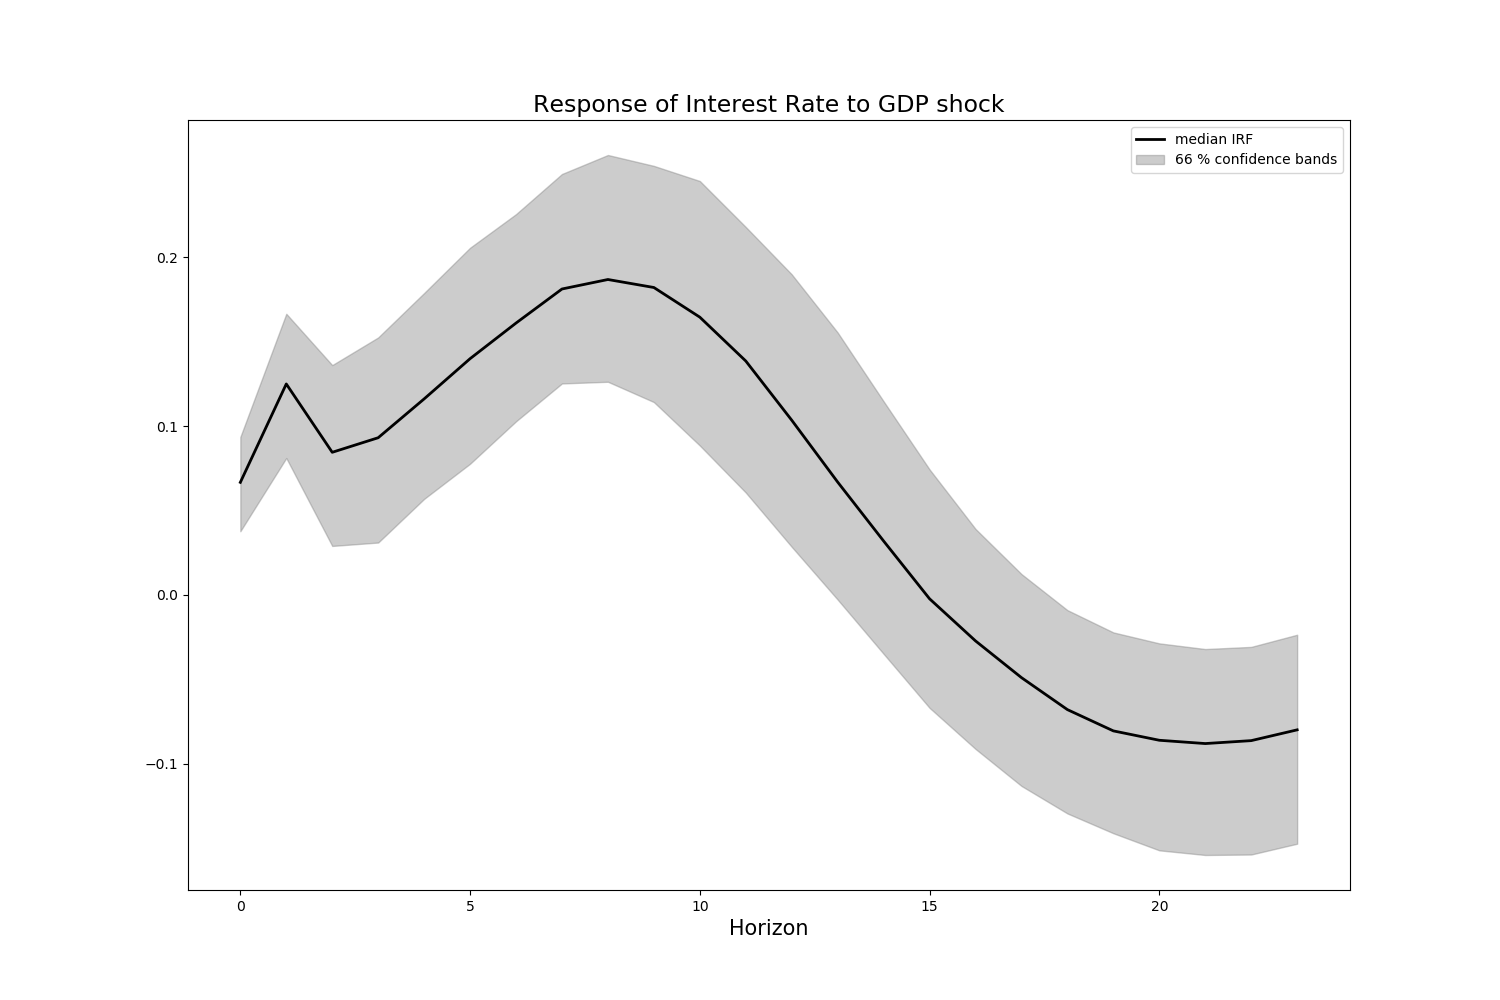 Response of Interest Rate to GDP shock
median IRF
66 % confidence bands
0.2
0.1
0.0
−0.1
0 5 10 15 20
Horizon